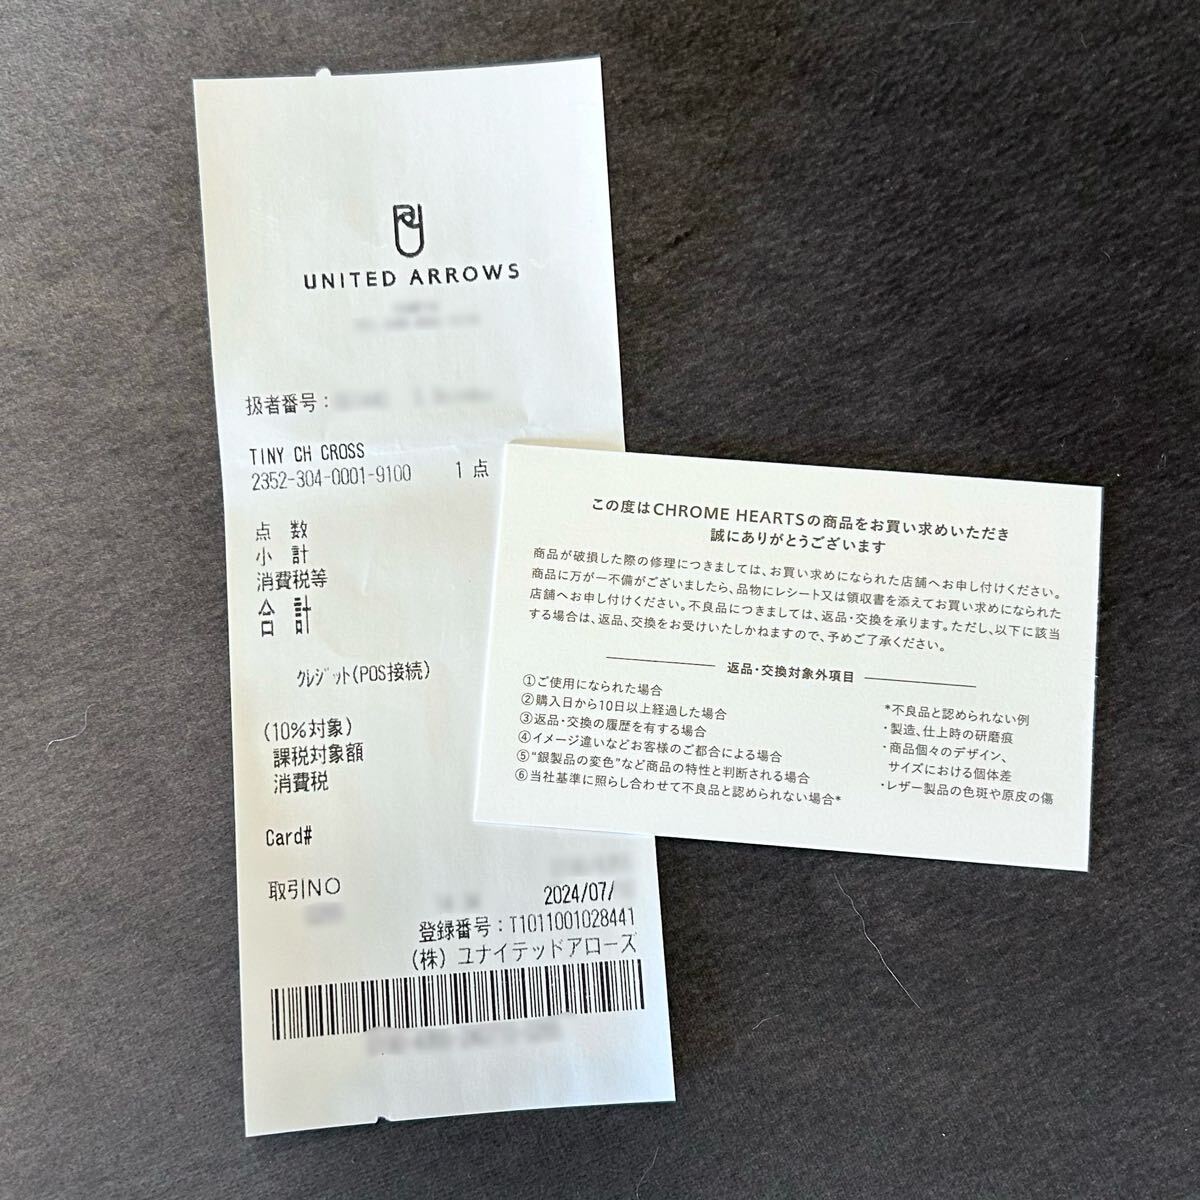 UNITED ARROWS
扱者番号:
TINY CH CROSS
2352-304-0001-9100 1点
点 数
小 計
消費税等
合 計
クレジット(POS接続)
(10%対象)
課税対象額
消費税
Card#
取引NO 2024/07/
登録番号:T1011001028441
(株) ユナイテッドアローズ
この度はCHROME HEARTSの商品をお買い求めいただき
誠にありがとうございます
商品が破損した際の修理につきましては、お買い求めになられた店舗へお申し付けください。
商品に万が一不備がございましたら、品物にレシート又は領収書を添えてお買い求めになられた
店舗へお申し付けください。不良品につきましては、返品・交換を承ります。ただし、以下に該当
する場合は、返品、交換をお受けいたしかねますので、予めご了承ください。
返品・交換対象外項目
①ご使用になられた場合
②購入日から10日以上経過した場合
③返品・交換の履歴を有する場合
④イメージ違いなどお客様のご都合による場合
⑤“銀製品の変色”など商品の特性と判断される場合
⑥当社基準に照らし合わせて不良品と認められない場合*
*不良品と認められない例
・製造、仕上時の研磨痕
・商品個々のデザイン、
サイズにおける個体差
・レザー製品の色斑や原皮の傷